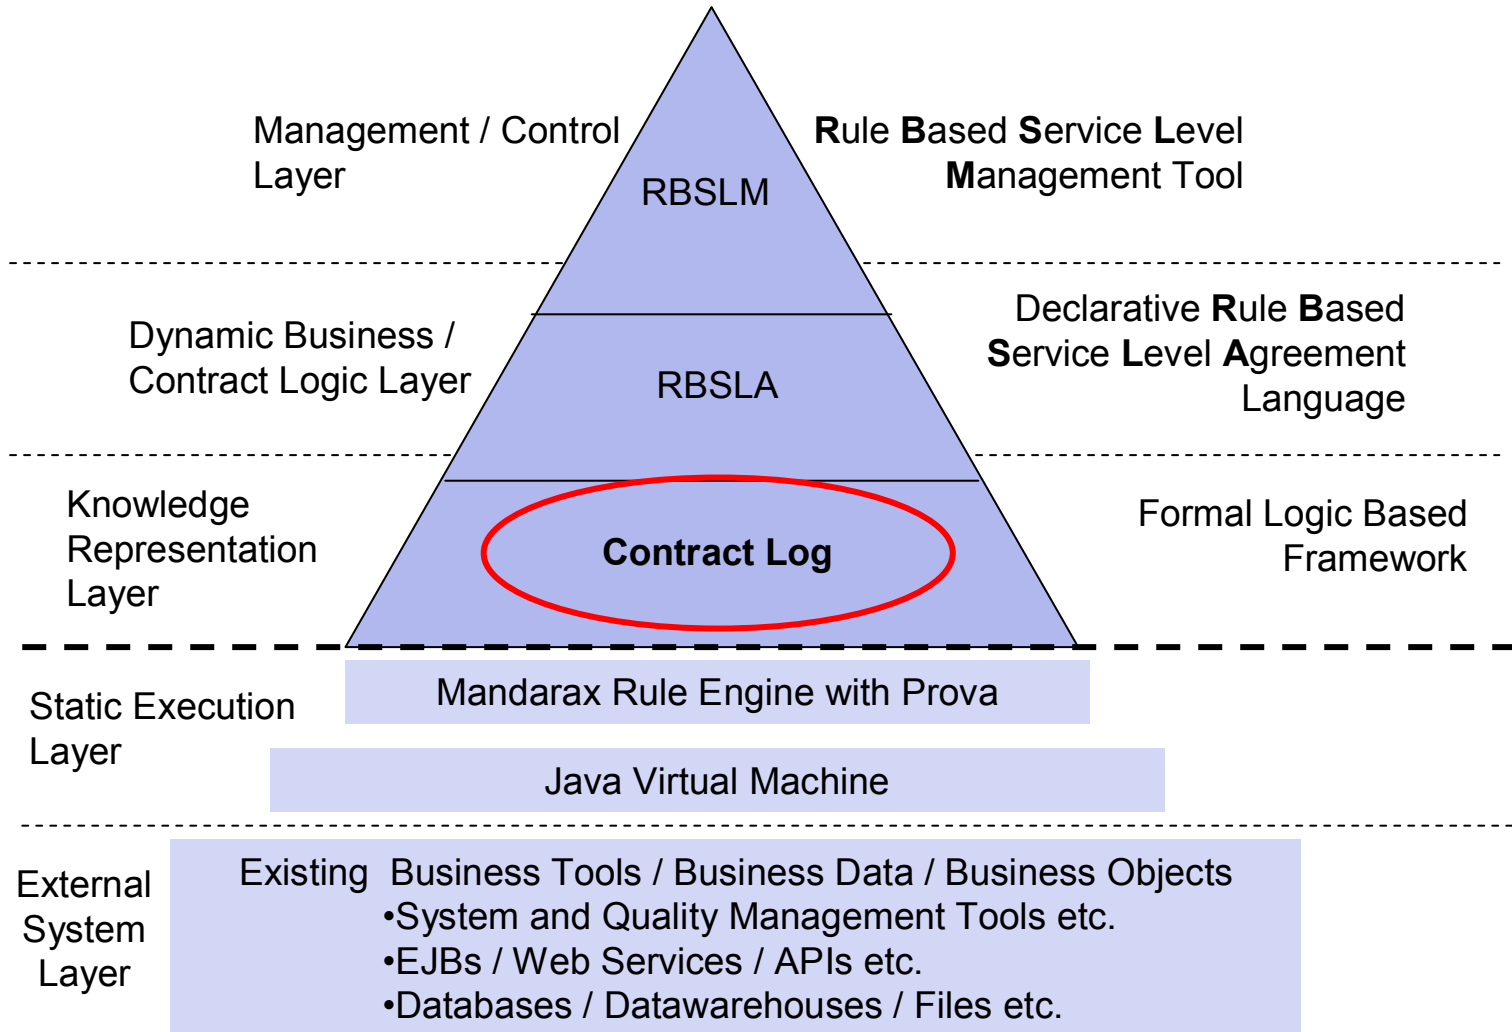 Management / Control
Layer
RBSLM
Rule Based Service Level
Management Tool
Dynamic Business /
Contract Logic Layer
RBSLA
Declarative Rule Based
Service Level Agreement
Language
Knowledge
Representation
Layer
Contract Log
Formal Logic Based
Framework
Static Execution
Layer
Mandarax Rule Engine with Prova
Java Virtual Machine
External
System
Layer
Existing Business Tools / Business Data / Business Objects
•System and Quality Management Tools etc.
•EJBs / Web Services / APIs etc.
•Databases / Datawarehouses / Files etc.